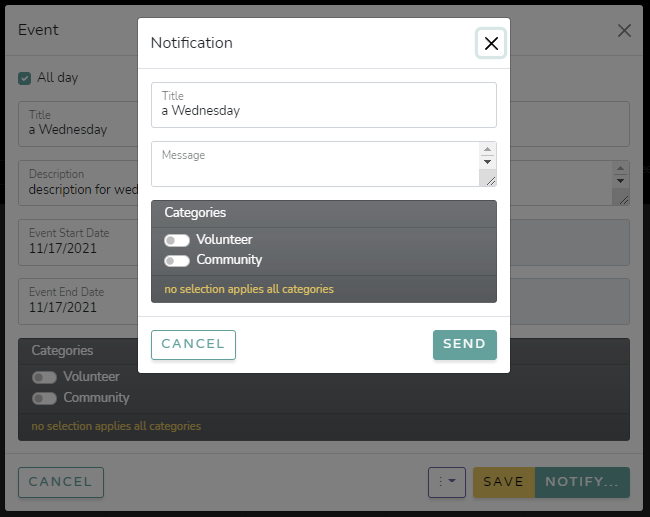 Event
Notification
All day
Title
a Wednesday
Title
a Wednesday
Description
description for wed
Message
Event Start Date
11/17/2021
Categories
Volunteer
Community
no selection applies all categories
Event End Date
11/17/2021
CANCEL
SEND
Categories
Volunteer
Community
no selection applies all categories
CANCEL
SAVE
NOTIFY...